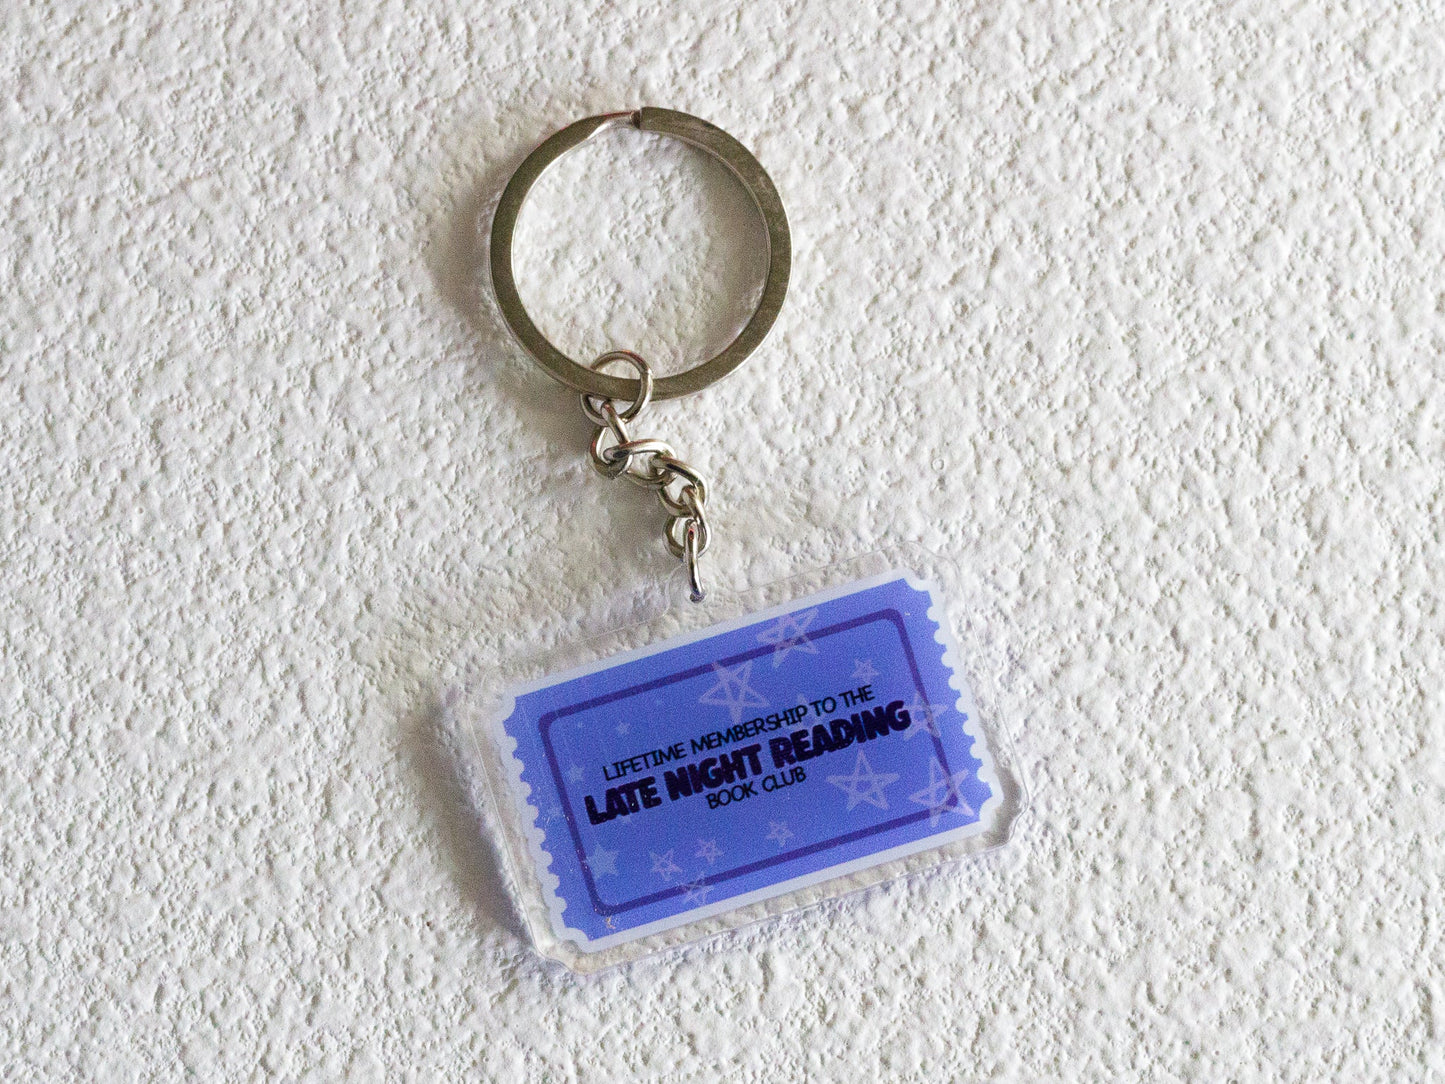 LIFETIME MEMBERSHIP TO THE
LATE NIGHT READING
BOOK CLUB